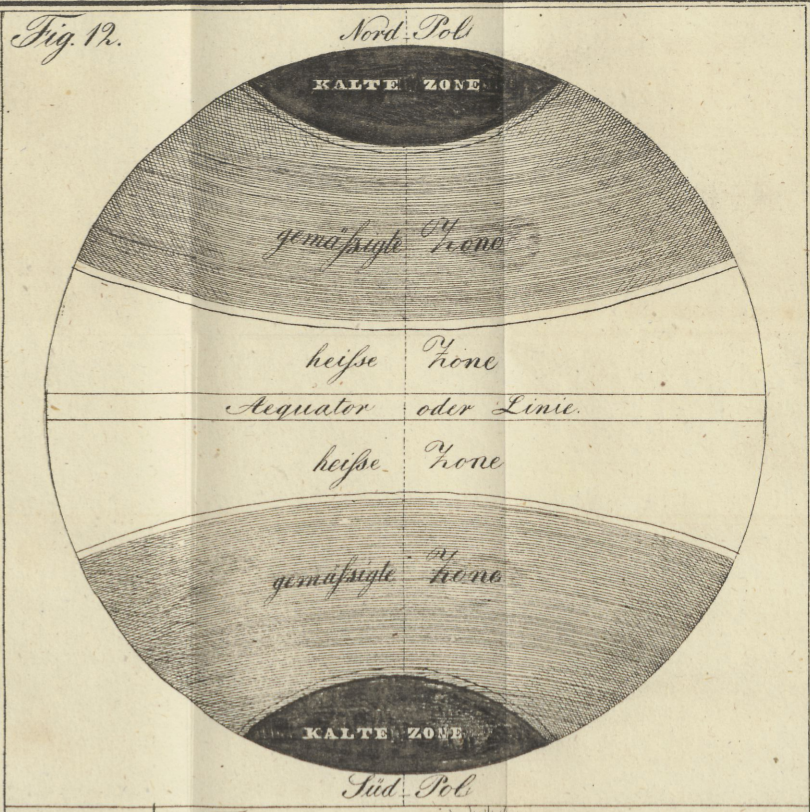 Fig. 12.
Nord-Pol
KALTE ZONE
gemäſsigte Zone
heiſse Zone
Aequator oder Linie.
heiſse Zone
gemäſsigte Zone
KALTE ZONE
Süd-Pol